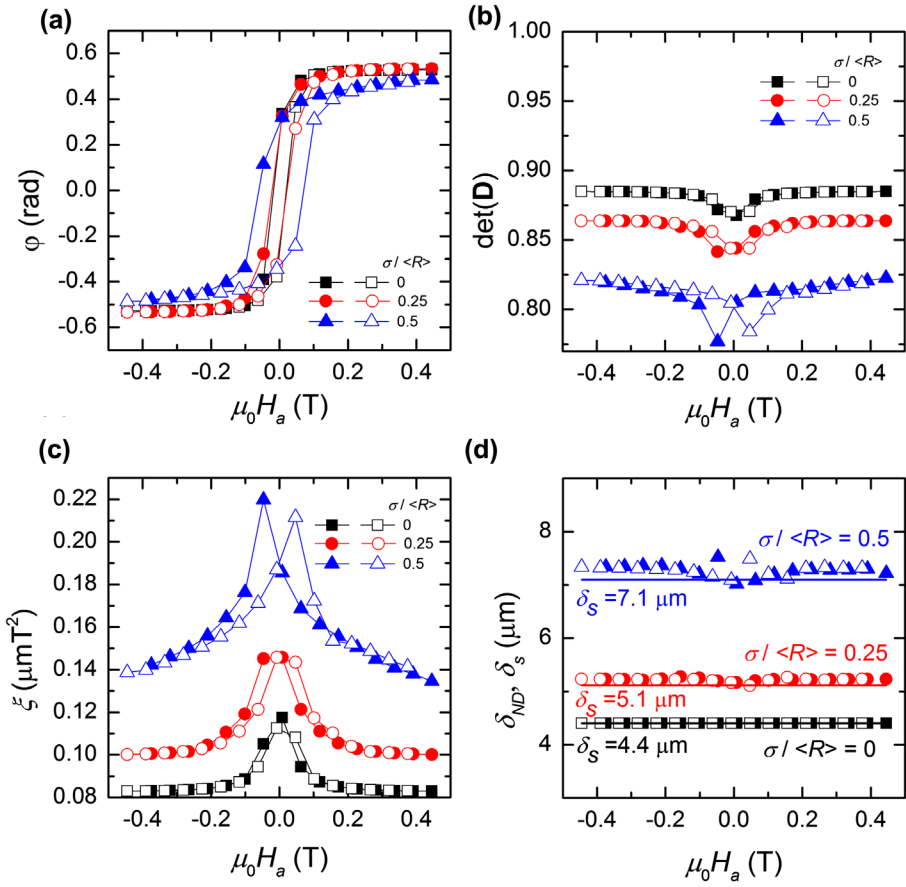 (a)
0.6
0.4
0.2
0.0
-0.2
-0.4
-0.6
φ (rad)
σ / <R>
0
0.25
0.5
-0.4 -0.2 0.0 0.2 0.4
μ0Ha (T)
(b)
1.00
0.95
0.90
0.85
0.80
det(D)
σ / <R>
0
0.25
0.5
-0.4 -0.2 0.0 0.2 0.4
μ0Ha (T)
(c)
0.22
0.20
0.18
0.16
0.14
0.12
0.10
0.08
ξ (μmT²)
σ / <R>
0
0.25
0.5
-0.4 -0.2 0.0 0.2 0.4
μ0Ha (T)
(d)
8
6
4
δND, δs (μm)
σ / <R> = 0.5
δs=7.1 μm
σ / <R> = 0.25
δs=5.1 μm
δs=4.4 μm
σ / <R> = 0
-0.4 -0.2 0.0 0.2 0.4
μ0Ha (T)